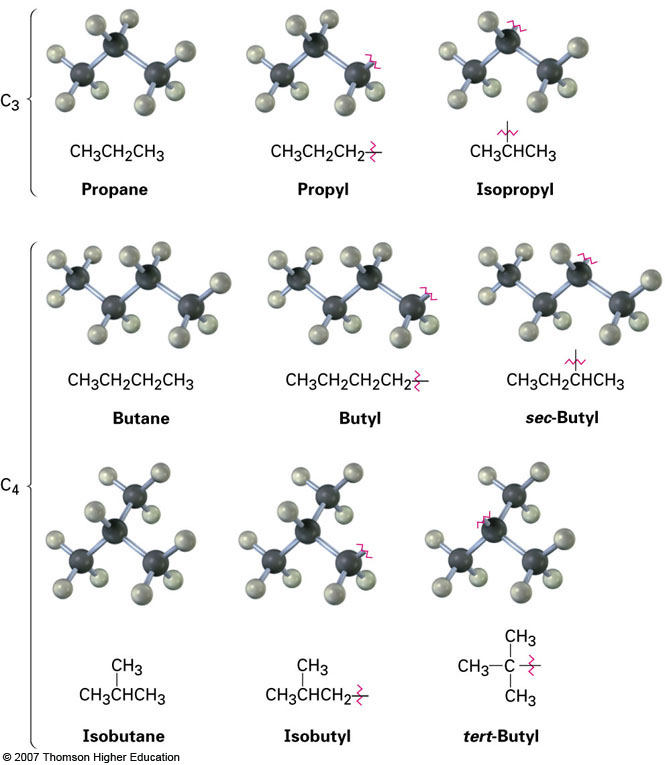 C3
CH3CH2CH3
CH3CH2CH2
CH3CHCH3
Propane
Propyl
Isopropyl
C4
CH3CH2CH2CH3
CH3CH2CH2CH2
CH3CH2CHCH3
Butane
Butyl
sec-Butyl
CH3
CH3CHCH3
Isobutane
CH3
CH3CHCH2
Isobutyl
CH3
CH3—C—
CH3
tert-Butyl
© 2007 Thomson Higher Education